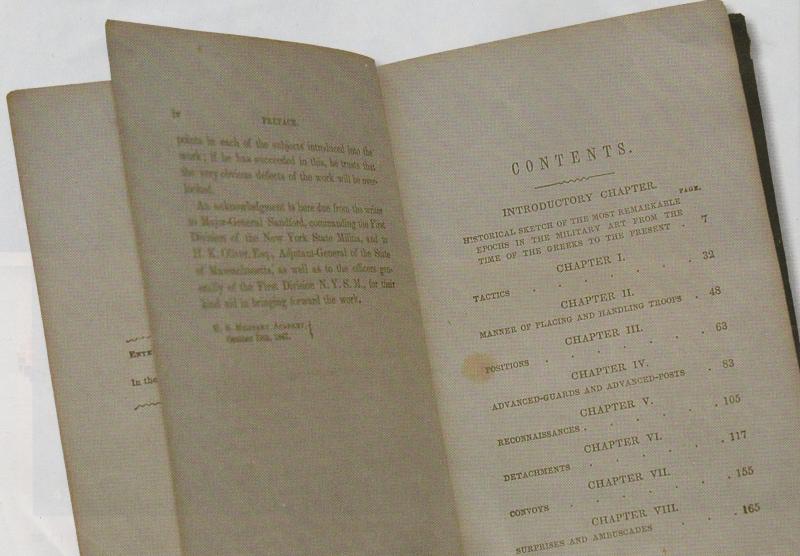 ENTE
In the
iv
PREFACE.
points in each of the subjects introduced into the
work; if he has succeeded in this, he trusts that
the very obvious defects of the work will be over-
looked.
An acknowledgment is here due from the writer
to Major-General Sandford, commanding the First
Division of the New York State Militia, and to
H. K. Oliver, Esq., Adjutant-General of the State
of Massachusetts, as well as to the officers gen-
erally of the First Division N. Y. S. M., for their
kind aid in bringing forward the work.
U. S. MILITARY ACADEMY,
October 1847.
CONTENTS.
INTRODUCTORY CHAPTER.
PAGE.
HISTORICAL SKETCH OF THE MOST REMARKABLE
EPOCHS IN THE MILITARY ART FROM THE
TIME OF THE GREEKS TO THE PRESENT . 7
CHAPTER I.
TACTICS . . . . . . 32
CHAPTER II.
MANNER OF PLACING AND HANDLING TROOPS . 48
CHAPTER III.
POSITIONS . . . . . 63
CHAPTER IV.
ADVANCED-GUARDS AND ADVANCED-POSTS . 83
CHAPTER V.
RECONNAISSANCES . . . . . 105
CHAPTER VI.
DETACHMENTS . . . . . 117
CHAPTER VII.
CONVOYS . . . . . . 155
CHAPTER VIII.
SURPRISES AND AMBUSCADES . . . 165